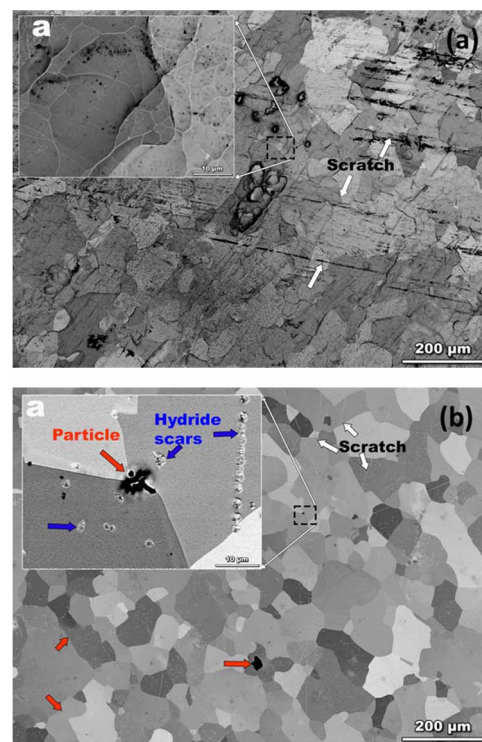 a
(a)
Scratch
10 μm
200 μm
a
(b)
Particle
Hydride
scars
Scratch
10 μm
200 μm